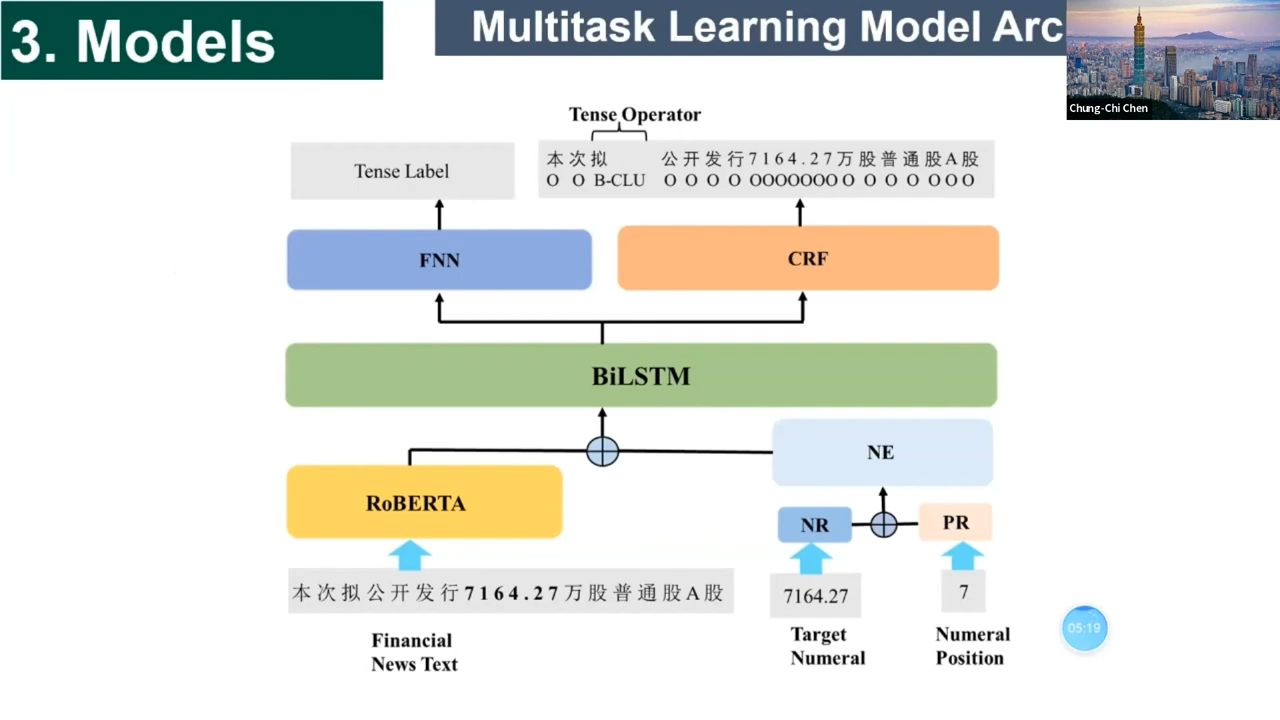 3. Models
Multitask Learning Model Arc
Chung-Chi Chen
Tense Operator
Tense Label
本次拟 公开发行7164.27万股普通股A股
O O B-CLU O O O O OOOOOOO O O O O O OOO
FNN
CRF
BiLSTM
NE
RoBERTA
NR
PR
本次拟公开发行7164.27万股普通股A股
7164.27
7
Financial
News Text
Target
Numeral
Numeral
Position
05:19